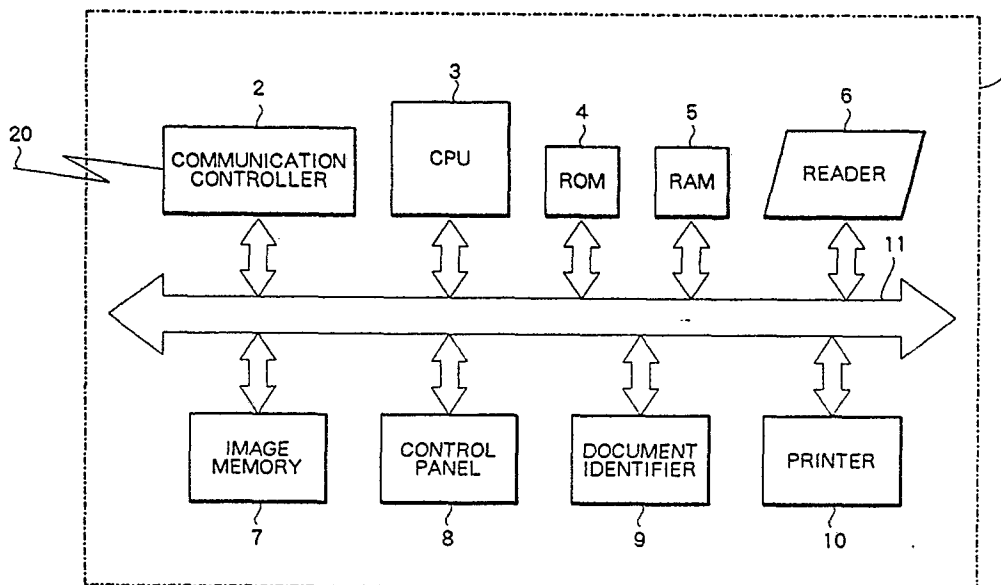 2
3
4
5
6
20
COMMUNICATION
CONTROLLER
CPU
ROM
RAM
READER
11
IMAGE
MEMORY
CONTROL
PANEL
DOCUMENT
IDENTIFIER
PRINTER
7
8
9
10